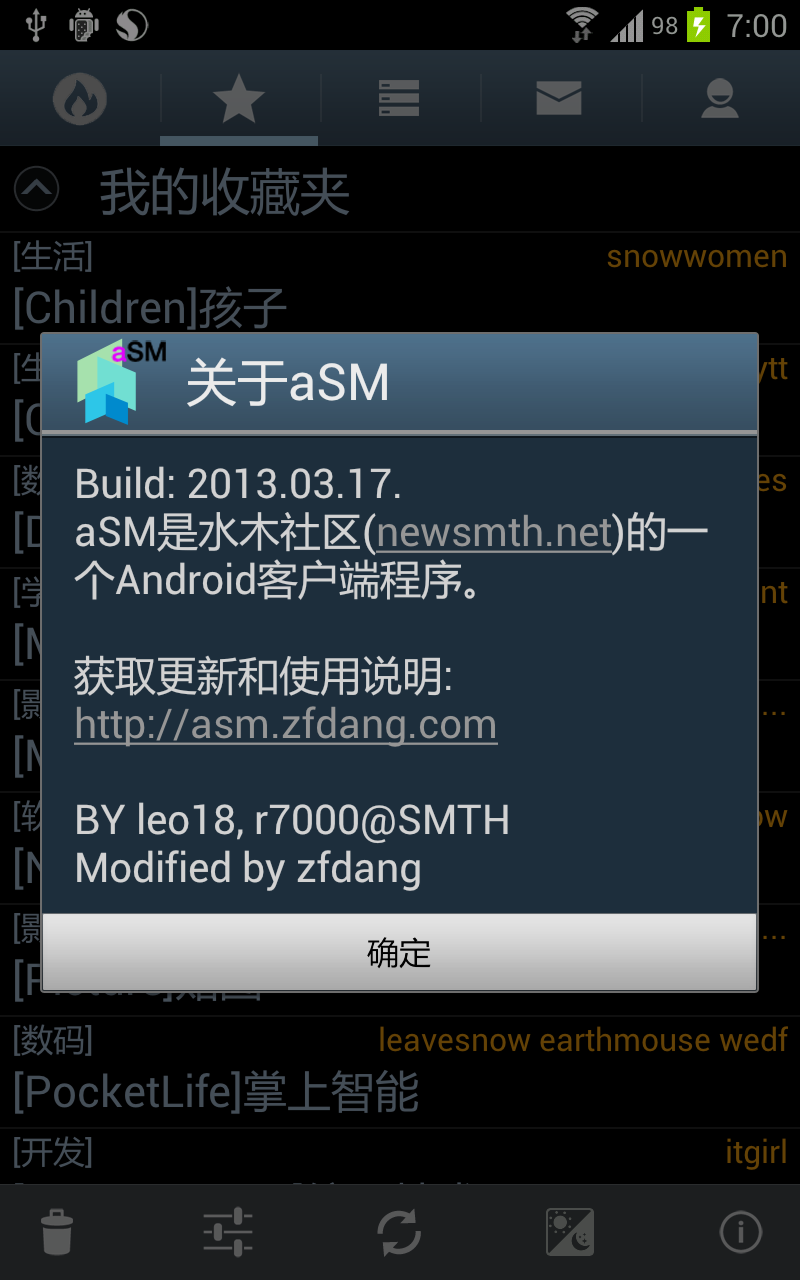 98 7:00
我的收藏夹
[生活] snowwomen
[Children]孩子
aSM 关于aSM
Build: 2013.03.17.
aSM是水木社区(newsmth.net)的一
个Android客户端程序。
获取更新和使用说明:
http://asm.zfdang.com
BY leo18, r7000@SMTH
Modified by zfdang
确定
[数码] leavesnow earthmouse wedf
[PocketLife]掌上智能
[开发] itgirl